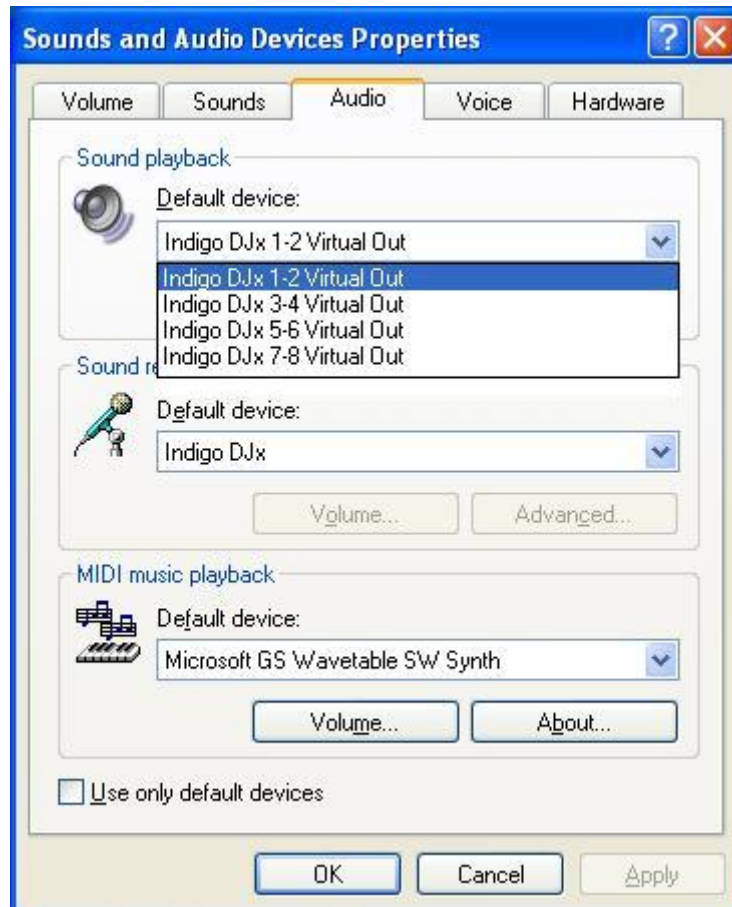 Sounds and Audio Devices Properties
Volume Sounds Audio Voice Hardware
Sound playback
Default device:
Indigo DJx 1-2 Virtual Out
Indigo DJx 1-2 Virtual Out
Indigo DJx 3-4 Virtual Out
Indigo DJx 5-6 Virtual Out
Indigo DJx 7-8 Virtual Out
Sound
Default device:
Indigo DJx
Volume... Advanced...
MIDI music playback
Default device:
Microsoft GS Wavetable SW Synth
Volume... About...
Use only default devices
OK Cancel Apply